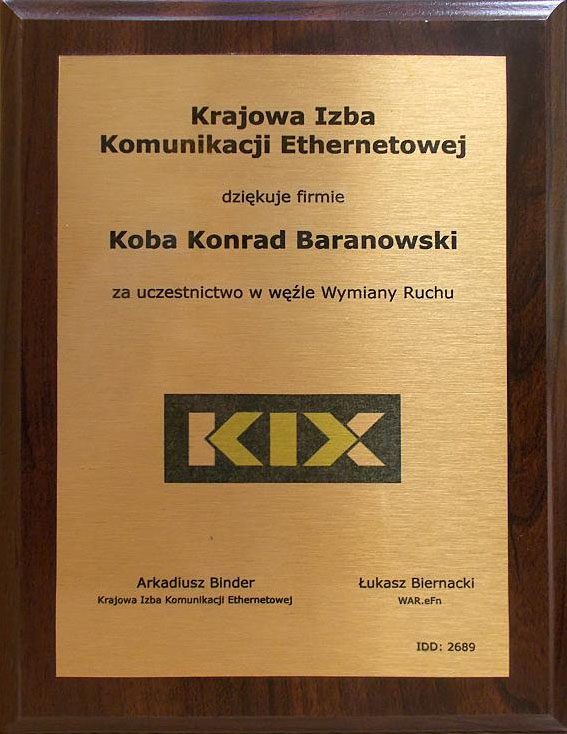 Krajowa Izba
Komunikacji Ethernetowej
dziękuje firmie
Koba Konrad Baranowski
za uczestnictwo w węźle Wymiany Ruchu
KIX
Arkadiusz Binder
Krajowa Izba Komunikacji Ethernetowej
Łukasz Biernacki
WAR.eFn
IDD: 2689